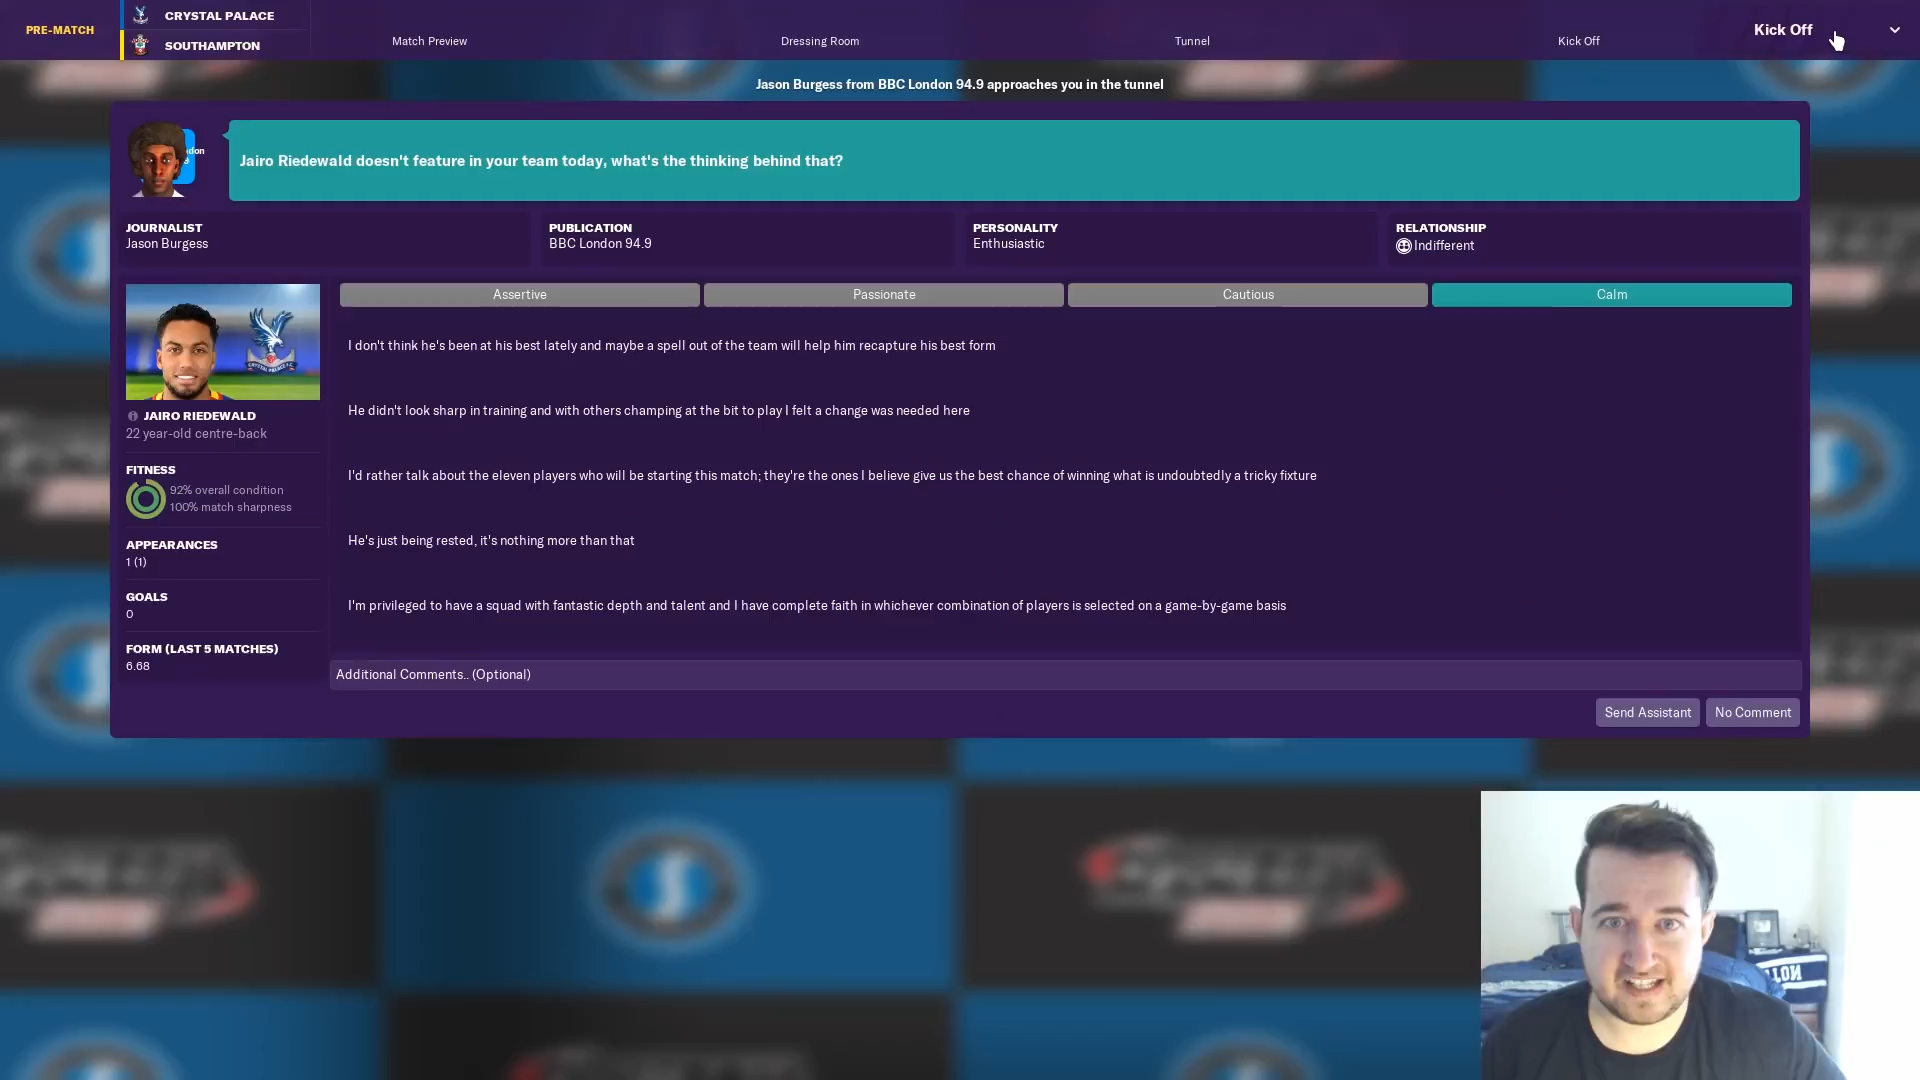 PRE-MATCH
CRYSTAL PALACE
SOUTHAMPTON
Match Preview
Dressing Room
Tunnel
Kick Off
Kick Off
Jason Burgess from BBC London 94.9 approaches you in the tunnel
Jairo Riedewald doesn't feature in your team today, what's the thinking behind that?
JOURNALIST
Jason Burgess
PUBLICATION
BBC London 94.9
PERSONALITY
Enthusiastic
RELATIONSHIP
Indifferent
Assertive
Passionate
Cautious
Calm
I don't think he's been at his best lately and maybe a spell out of the team will help him recapture his best form
He didn't look sharp in training and with others champing at the bit to play I felt a change was needed here
I'd rather talk about the eleven players who will be starting this match; they're the ones I believe give us the best chance of winning what is undoubtedly a tricky fixture
He's just being rested, it's nothing more than that
I'm privileged to have a squad with fantastic depth and talent and I have complete faith in whichever combination of players is selected on a game-by-game basis
JAIRO RIEDEWALD
22 year-old centre-back
FITNESS
92% overall condition
100% match sharpness
APPEARANCES
1 (1)
GOALS
0
FORM (LAST 5 MATCHES)
6.68
Additional Comments.. (Optional)
Send Assistant
No Comment